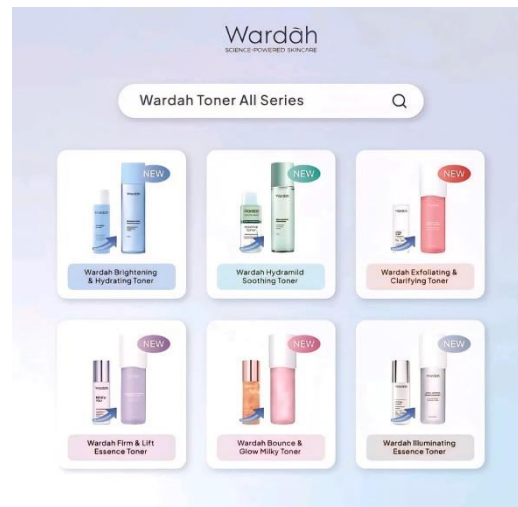 Wardah
SCIENCE-POWERED SKINCARE
Wardah Toner All Series
NEW
NEW
NEW
Wardah Brightening
& Hydrating Toner
Wardah Hydramild
Soothing Toner
Wardah Exfoliating &
Clarifying Toner
NEW
NEW
NEW
Wardah Firm & Lift
Essence Toner
Wardah Bounce &
Glow Milky Toner
Wardah Illuminating
Essence Toner